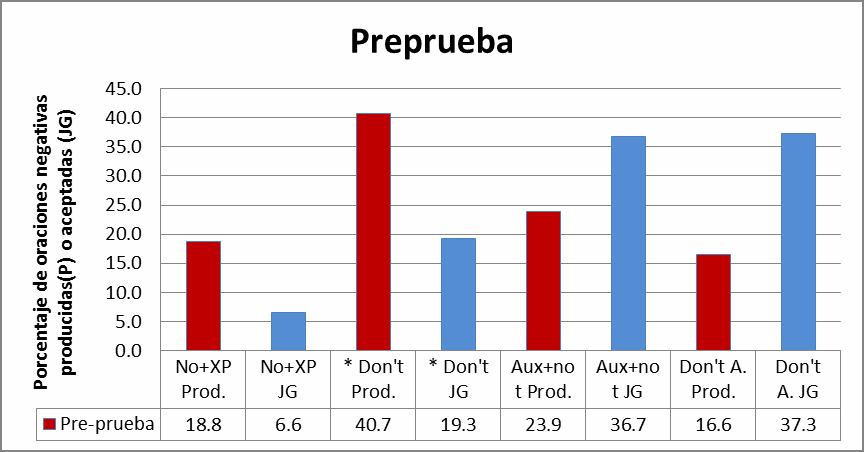 Preprueba
Porcentaje de oraciones negativas
producidas(P) o aceptadas (JG)
45.0
40.0
35.0
30.0
25.0
20.0
15.0
10.0
5.0
0.0
No+XP Prod.
No+XP JG
* Don't Prod.
* Don't JG
Aux+no t Prod.
Aux+no t JG
Don't A. Prod.
Don't A. JG
Pre-prueba 18.8 6.6 40.7 19.3 23.9 36.7 16.6 37.3